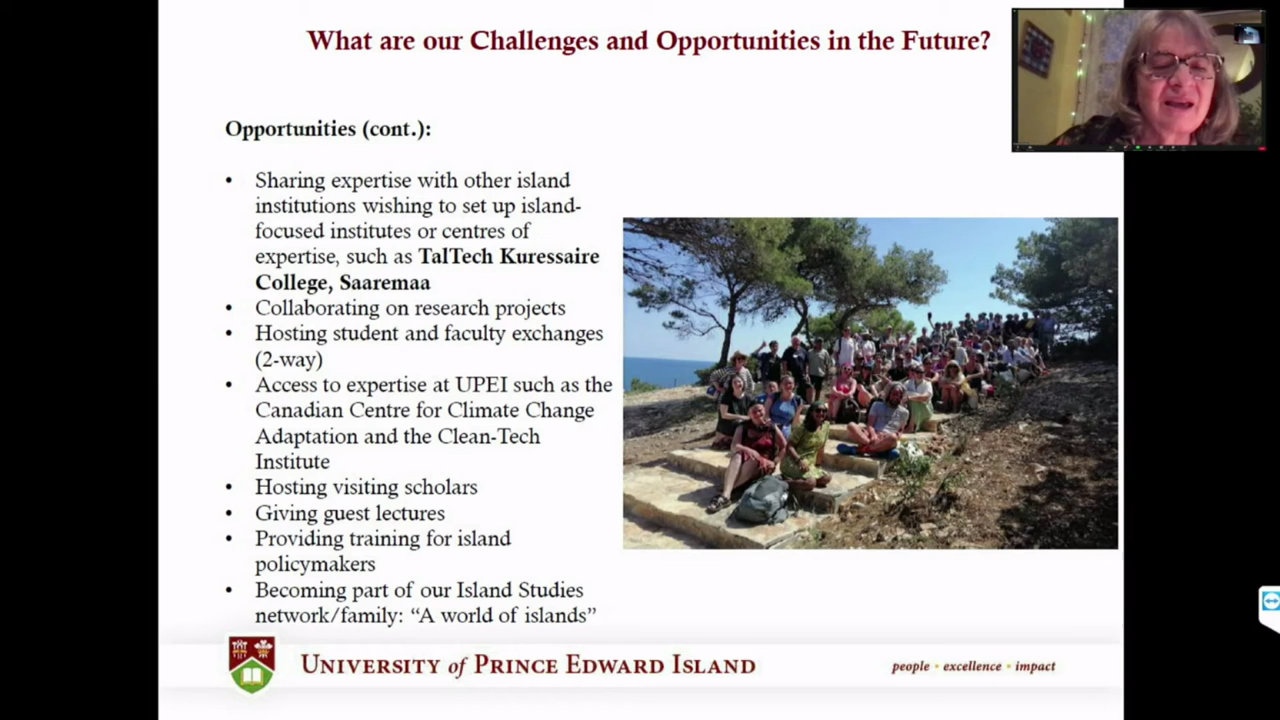 What are our Challenges and Opportunities in the Future?
Opportunities (cont.):
• Sharing expertise with other island
institutions wishing to set up island-
focused institutes or centres of
expertise, such as TalTech Kuressaire
College, Saaremaa
• Collaborating on research projects
• Hosting student and faculty exchanges
(2-way)
• Access to expertise at UPEI such as the
Canadian Centre for Climate Change
Adaptation and the Clean-Tech
Institute
• Hosting visiting scholars
• Giving guest lectures
• Providing training for island
policymakers
• Becoming part of our Island Studies
network/family: “A world of islands”
UNIVERSITY of PRINCE EDWARD ISLAND
people • excellence • impact